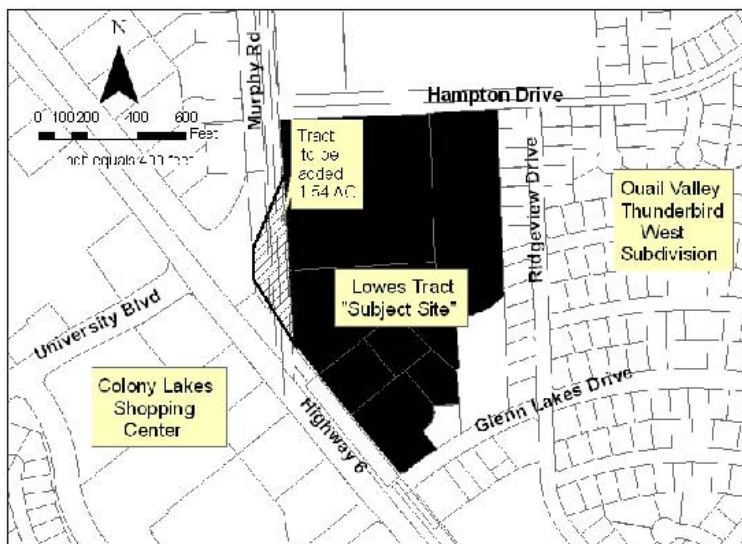 N
0 100 200 400 600
Feet
Murphy Rd
Hampton Drive
Tract
to be
added
1.54 AC
Ridgeview Drive
Quail Valley
Thunderbird
West
Subdivision
Lowes Tract
"Subject Site"
University Blvd
Colony Lakes
Shopping
Center
Highway 6
Glenn Lakes Drive